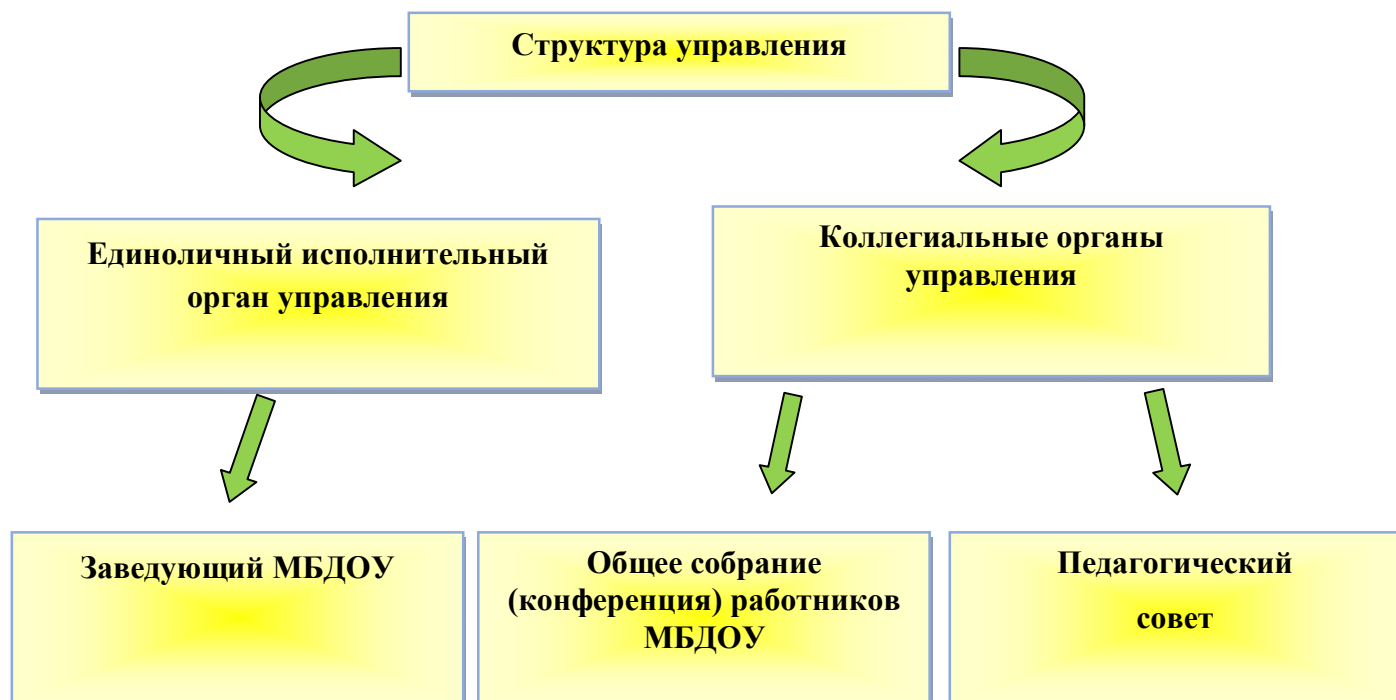 Структура управления
Единоличный исполнительный
орган управления
Коллегиальные органы
управления
Заведующий МБДОУ
Общее собрание
(конференция) работников
МБДОУ
Педагогический
совет